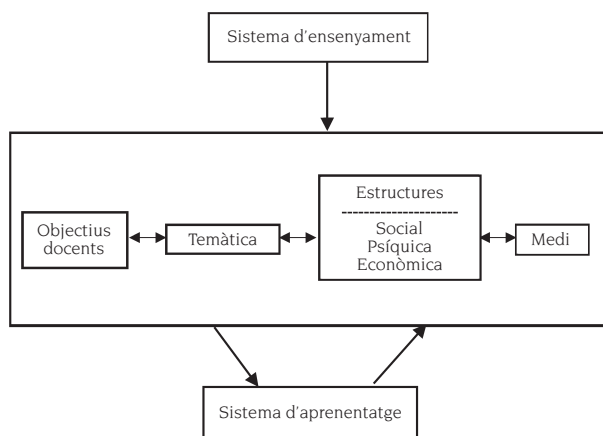 Sistema d'ensenyament
Objectius
docents
Temàtica
Estructures
Social
Psíquica
Econòmica
Medi
Sistema d'aprenentatge